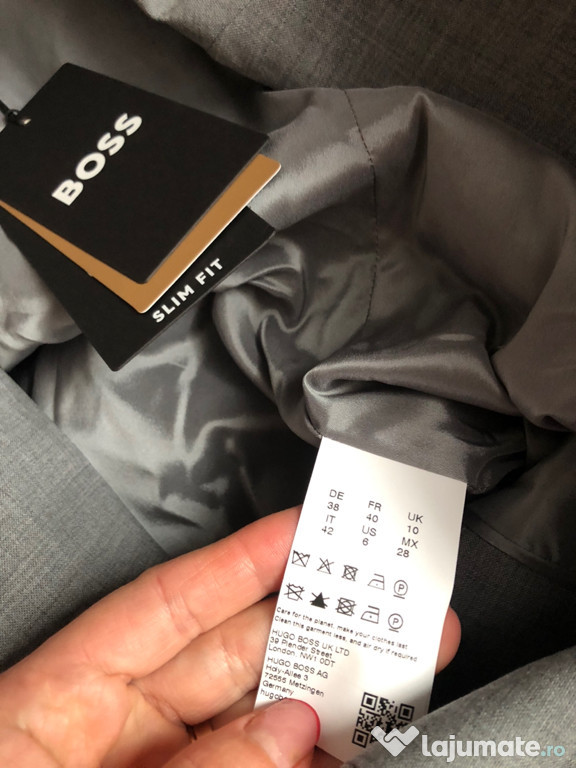 BOSS
SLIM FIT
DE FR UK
38 40 10
IT US MX
42 6 28
Care for the planet, make your clothes last
Clean this garment less, and air dry if required
HUGO BOSS UK LTD
39 Plender Street
London, NW1 0DT
HUGO BOSS AG
Holy-Allee 3
72555 Metzingen
Germany
lajumate.ro